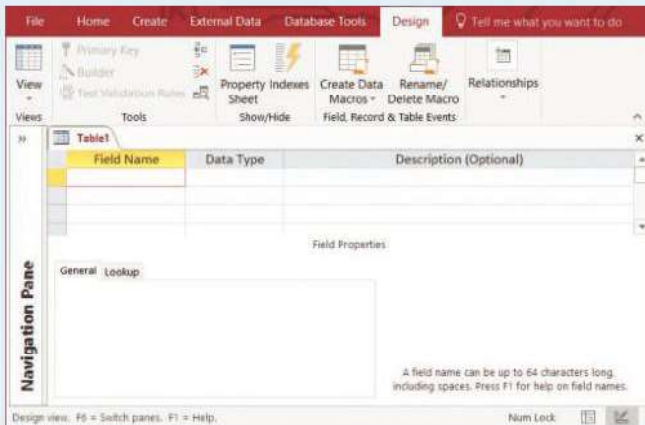 File Home Create External Data Database Tools Design Tell me what you want to do
Primary Key
Builder
Test Validation Rules
View
Property Sheet
Indexes
Create Data Macros
Rename/ Delete Macro
Relationships
Views Tools Show/Hide Field, Record & Table Events
Table1
Field Name Data Type Description (Optional)
Navigation Pane
Field Properties
General Lookup
A field name can be up to 64 characters long,
including spaces. Press F1 for help on field names.
Design view. F6 = Switch panes. F1 = Help. Num Lock